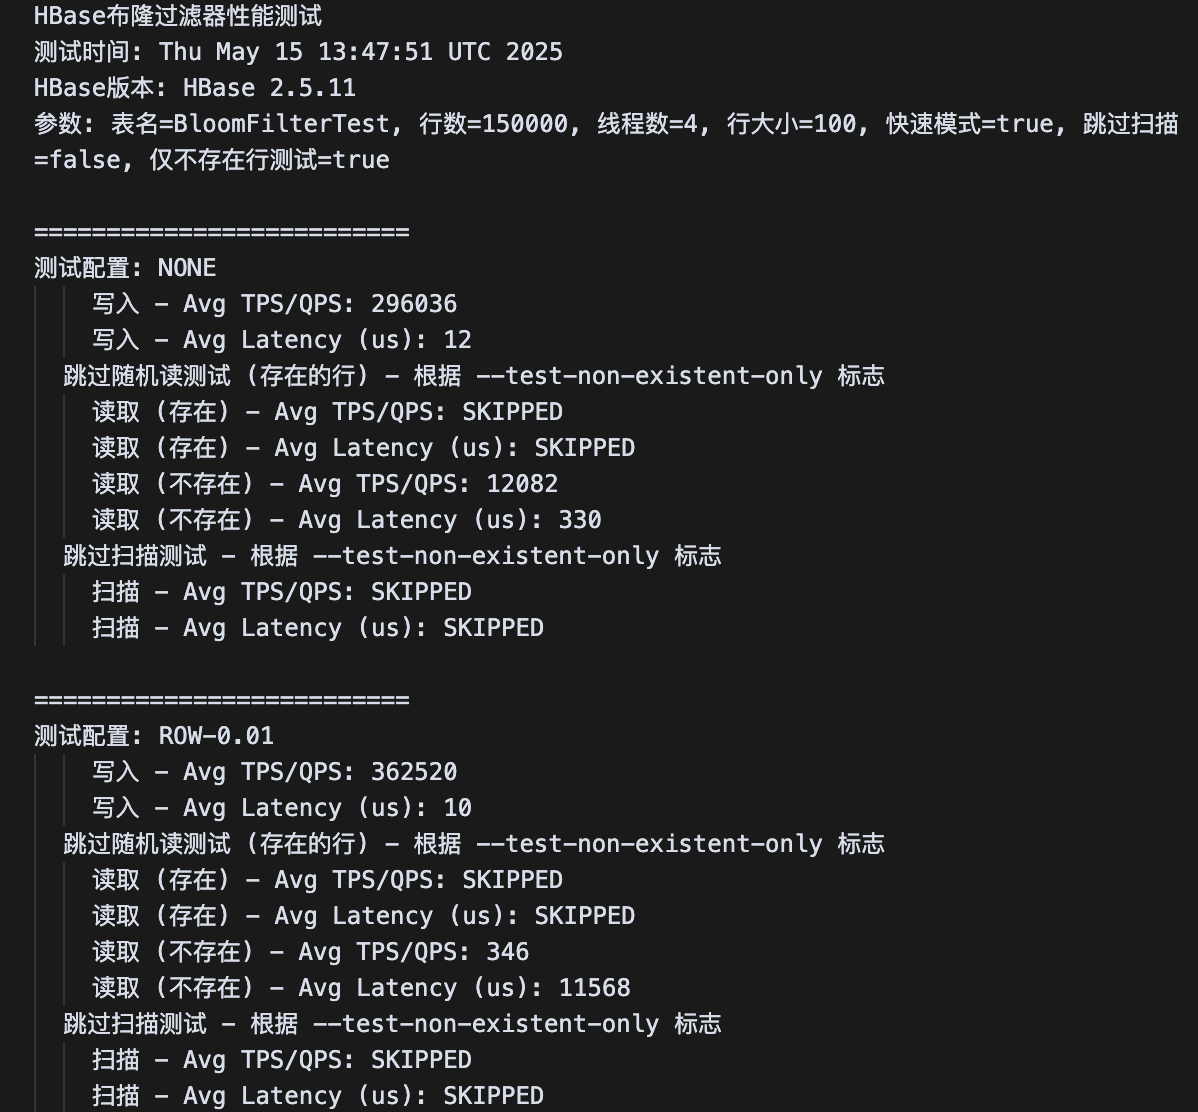 HBase布隆过滤器性能测试
测试时间: Thu May 15 13:47:51 UTC 2025
HBase版本: HBase 2.5.11
参数: 表名=BloomFilterTest, 行数=150000, 线程数=4, 行大小=100, 快速模式=true, 跳过扫描
=false, 仅不存在行测试=true
==========================
测试配置: NONE
写入 - Avg TPS/QPS: 296036
写入 - Avg Latency (us): 12
跳过随机读测试 (存在的行) - 根据 --test-non-existent-only 标志
读取 (存在) - Avg TPS/QPS: SKIPPED
读取 (存在) - Avg Latency (us): SKIPPED
读取 (不存在) - Avg TPS/QPS: 12082
读取 (不存在) - Avg Latency (us): 330
跳过扫描测试 - 根据 --test-non-existent-only 标志
扫描 - Avg TPS/QPS: SKIPPED
扫描 - Avg Latency (us): SKIPPED
==========================
测试配置: ROW-0.01
写入 - Avg TPS/QPS: 362520
写入 - Avg Latency (us): 10
跳过随机读测试 (存在的行) - 根据 --test-non-existent-only 标志
读取 (存在) - Avg TPS/QPS: SKIPPED
读取 (存在) - Avg Latency (us): SKIPPED
读取 (不存在) - Avg TPS/QPS: 346
读取 (不存在) - Avg Latency (us): 11568
跳过扫描测试 - 根据 --test-non-existent-only 标志
扫描 - Avg TPS/QPS: SKIPPED
扫描 - Avg Latency (us): SKIPPED